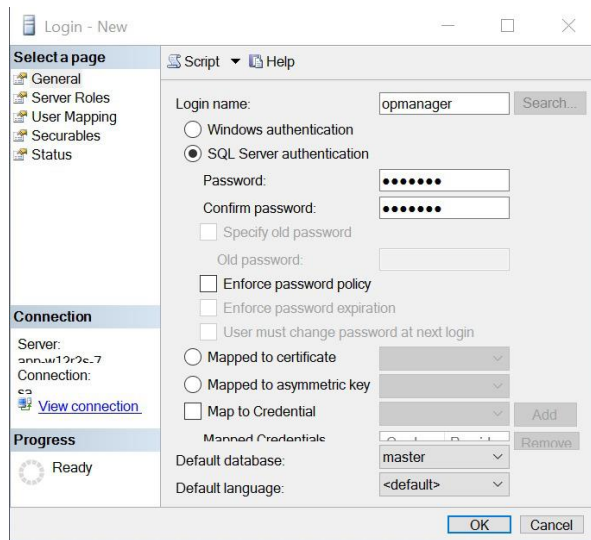 Login - New
Select a page
General
Server Roles
User Mapping
Securables
Status
Connection
Server:
app-w12r2s-7
Connection:
sa
View connection
Progress
Ready
Script Help
Login name: opmanager Search...
Windows authentication
SQL Server authentication
Password: ●●●●●●●
Confirm password: ●●●●●●●
Specify old password
Old password:
Enforce password policy
Enforce password expiration
User must change password at next login
Mapped to certificate
Mapped to asymmetric key
Map to Credential Add
Mapped Credentials Remove
Default database: master
Default language: <default>
OK Cancel